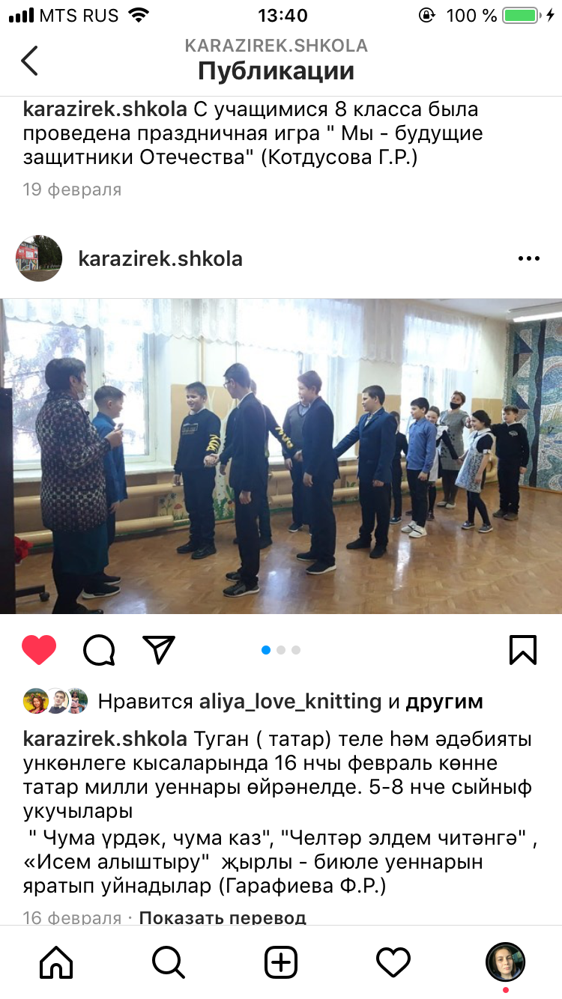 MTS RUS 13:40 100 %
KARAZIREK.SHKOLA
Публикации
karazirek.shkola С учащимися 8 класса была
проведена праздничная игра " Мы - будущие
защитники Отечества" (Котдусова Г.Р.)
19 февраля
karazirek.shkola
Нравится aliya_love_knitting и другим
karazirek.shkola Туган ( татар) теле һәм әдәбияты
ункөнлеге кысаларында 16 нчы февраль көнне
татар милли уеннары өйрәнелде. 5-8 нче сыйныф
укучылары
" Чума үрдәк, чума каз", "Челтәр элдем читәнгә" ,
«Исем алыштыру" җырлы - биюле уеннарын
яратып уйнадылар (Гарафиева Ф.Р.)
16 февраля · Показать перевод